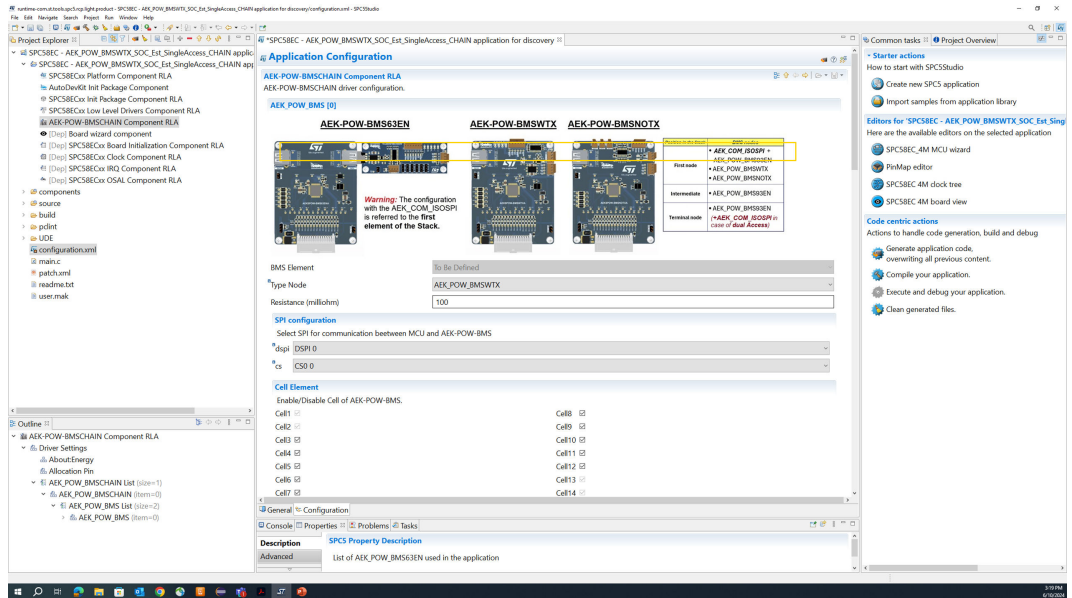 runtime-com.st.tools.spc5.rcp.light.product - SPC58EC - AEK_POW_BMSWTX_SOC_Est_SingleAccess_CHAIN application for discovery/configuration.xml - SPC5Studio
File Edit Navigate Search Project Run Window Help
Project Explorer
SPC58EC - AEK_POW_BMSWTX_SOC_Est_SingleAccess_CHAIN applic
SPC58EC - AEK_POW_BMSWTX_SOC_Est_SingleAccess_CHAIN app
SPC58ECxx Platform Component RLA
AutoDevKit Init Package Component
SPC58ECxx Init Package Component RLA
SPC58ECxx Low Level Drivers Component RLA
AEK-POW-BMSCHAIN Component RLA
[Dep] Board wizard component
[Dep] SPC58ECxx Board Initialization Component RLA
[Dep] SPC58ECxx Clock Component RLA
[Dep] SPC58ECxx IRQ Component RLA
[Dep] SPC58ECxx OSAL Component RLA
components
source
build
pclint
UDE
configuration.xml
main.c
patch.xml
readme.txt
user.mak
Outline
AEK-POW-BMSCHAIN Component RLA
Driver Settings
About:Energy
Allocation Pin
AEK_POW_BMSCHAIN List (size=1)
AEK_POW_BMSCHAIN (item=0)
AEK_POW_BMS List (size=2)
AEK_POW_BMS (item=0)
*SPC58EC - AEK_POW_BMSWTX_SOC_Est_SingleAccess_CHAIN application for discovery
Application Configuration
AEK-POW-BMSCHAIN Component RLA
AEK-POW-BMSCHAIN driver configuration.
AEK_POW_BMS [0]
AEK-POW-BMS63EN AEK-POW-BMSWTX AEK-POW-BMSNOTX
Warning: The configuration
with the AEK_COM_ISOSPI
is referred to the first
element of the Stack.
First node
• AEK_COM_ISOSPI +
AEK_POW_BMS63EN
• AEK_POW_BMSWTX
• AEK_POW_BMSNOTX
Intermediate • AEK_POW_BMS63EN
Terminal node
• AEK_POW_BMS63EN
(+AEK_COM_ISOSPI in
case of dual Access)
BMS Element To Be Defined
Type Node AEK_POW_BMSWTX
Resistance (milliohm) 100
SPI configuration
Select SPI for communication beetween MCU and AEK-POW-BMS
dspi DSPI 0
cs CS0 0
Cell Element
Enable/Disable Cell of AEK-POW-BMS.
Cell1 Cell8
Cell2 Cell9
Cell3 Cell10
Cell4 Cell11
Cell5 Cell12
Cell6 Cell13
Cell7 Cell14
General Configuration
Console Properties Problems Tasks
Description
Advanced
SPC5 Property Description
List of AEK_POW_BMS63EN used in the application
Common tasks Project Overview
Starter actions
How to start with SPC5Studio
Create new SPC5 application
Import samples from application library
Editors for 'SPC58EC - AEK_POW_BMSWTX_SOC_Est_Sing
Here are the available editors on the selected application
SPC58EC_4M MCU wizard
PinMap editor
SPC58EC 4M clock tree
SPC58EC 4M board view
Code centric actions
Actions to handle code generation, build and debug
Generate application code,
overwriting all previous content.
Compile your application.
Execute and debug your application.
Clean generated files.
3:19 PM
6/10/2024